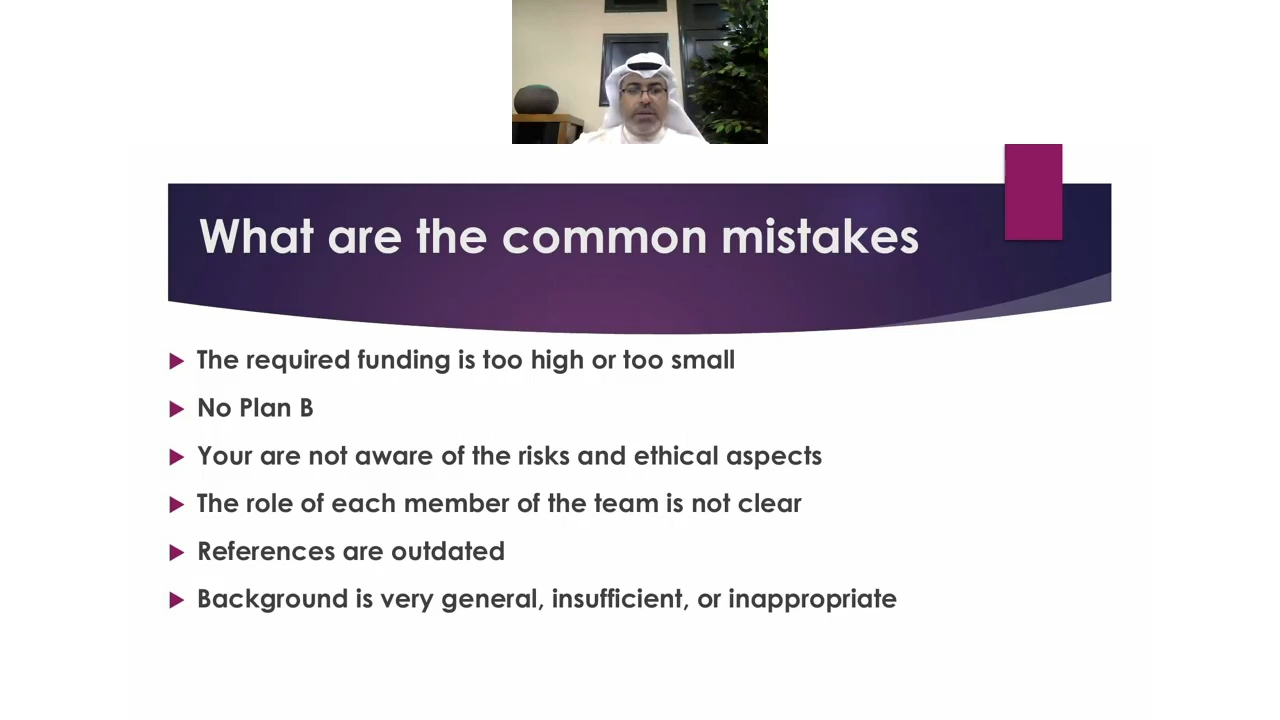 What are the common mistakes
The required funding is too high or too small
No Plan B
Your are not aware of the risks and ethical aspects
The role of each member of the team is not clear
References are outdated
Background is very general, insufficient, or inappropriate